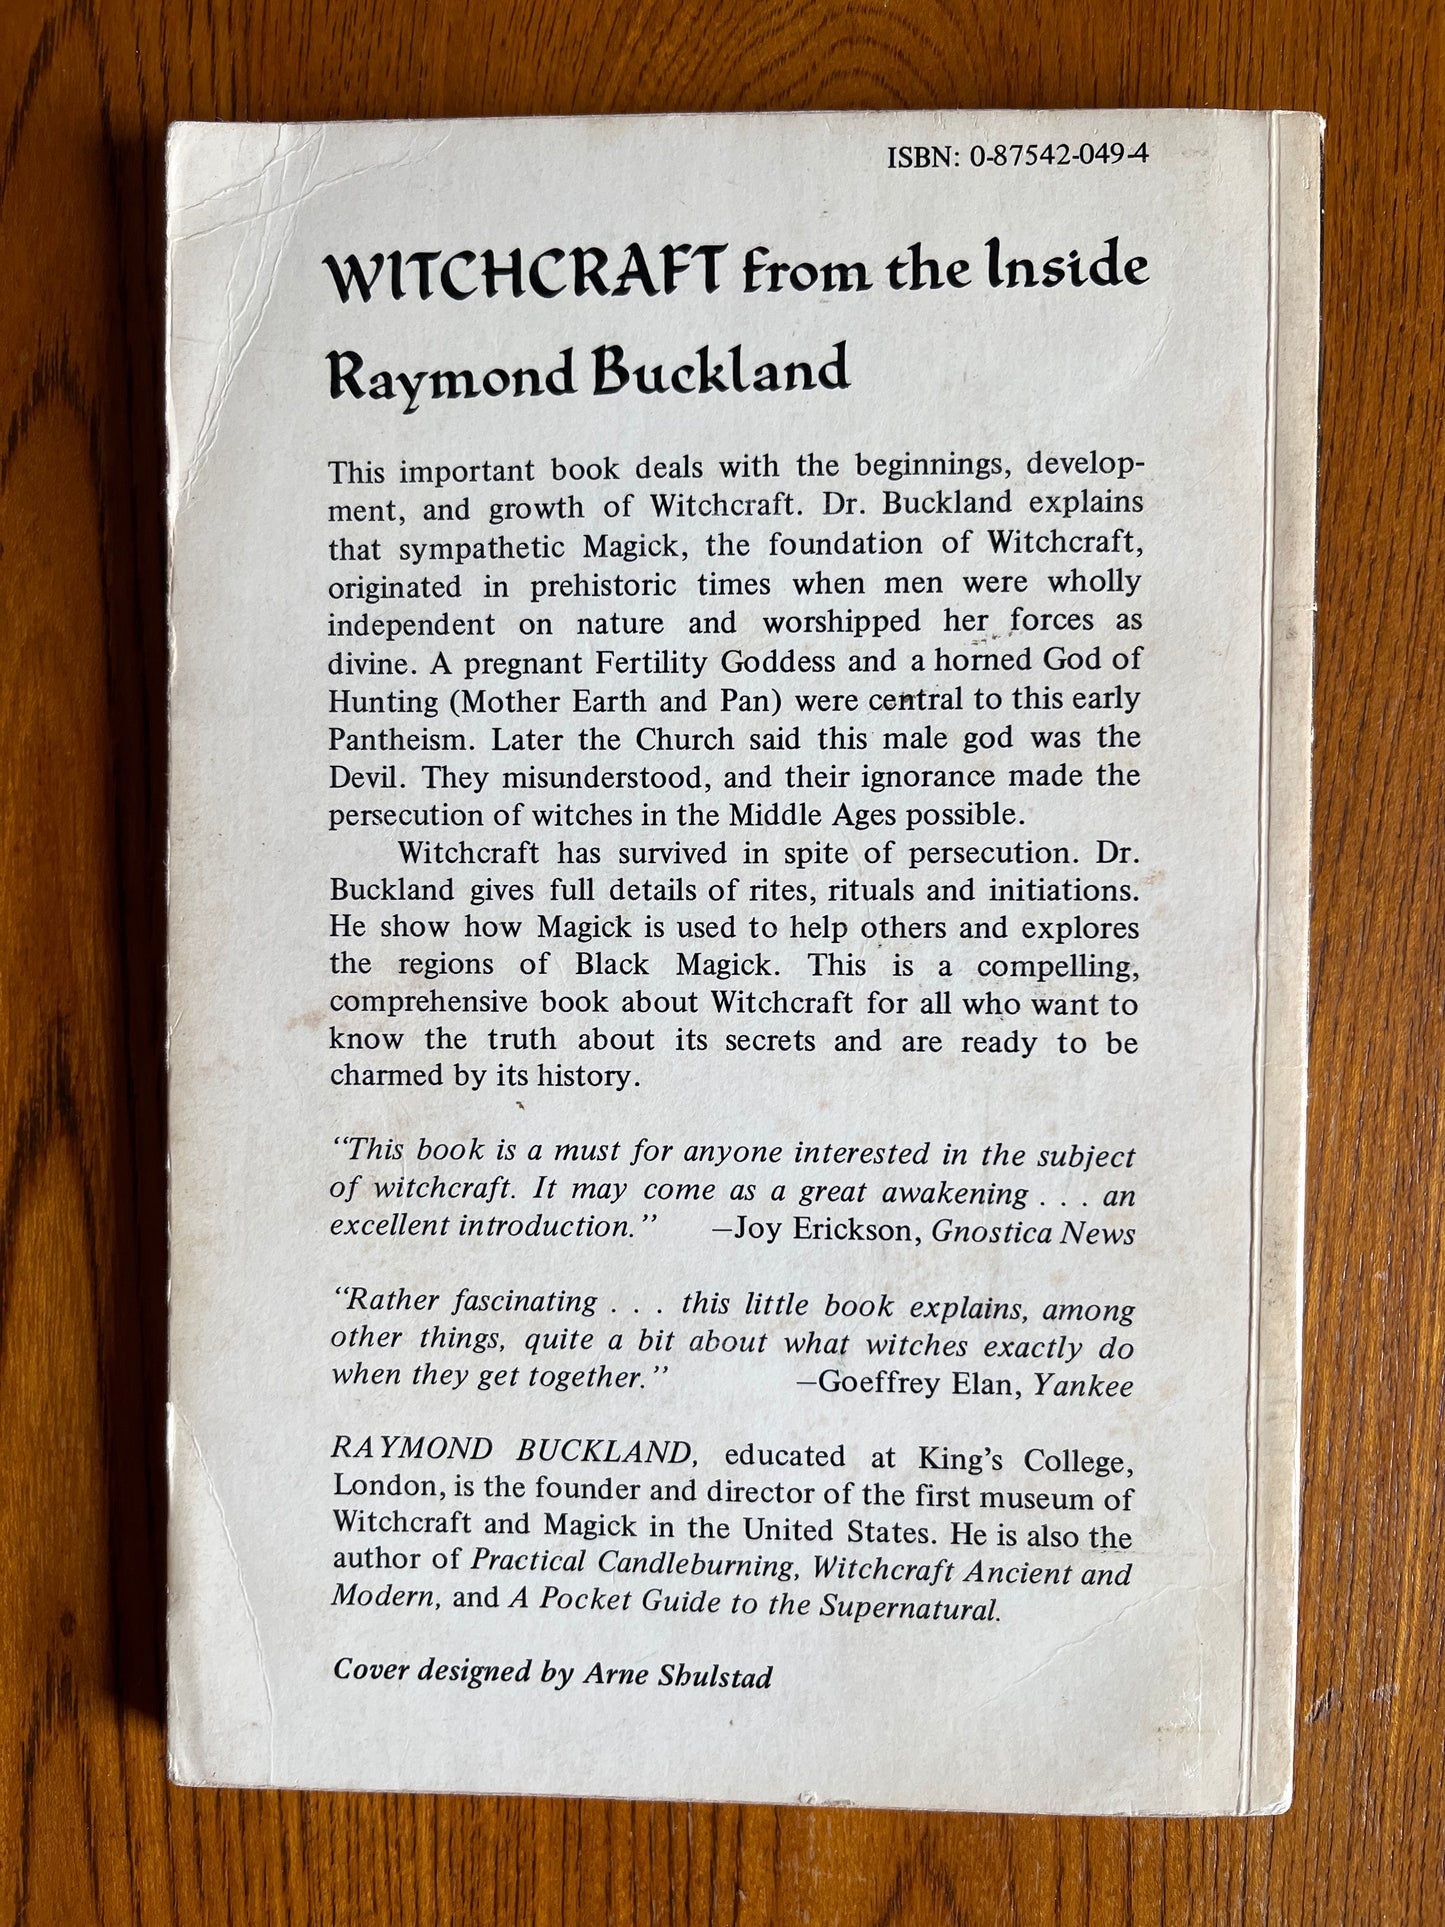 ISBN: 0-87542-049-4
WITCHCRAFT from the Inside
Raymond Buckland
This important book deals with the beginnings, develop-
ment, and growth of Witchcraft. Dr. Buckland explains
that sympathetic Magick, the foundation of Witchcraft,
originated in prehistoric times when men were wholly
independent on nature and worshipped her forces as
divine. A pregnant Fertility Goddess and a horned God of
Hunting (Mother Earth and Pan) were central to this early
Pantheism. Later the Church said this male god was the
Devil. They misunderstood, and their ignorance made the
persecution of witches in the Middle Ages possible.
Witchcraft has survived in spite of persecution. Dr.
Buckland gives full details of rites, rituals and initiations.
He show how Magick is used to help others and explores
the regions of Black Magick. This is a compelling,
comprehensive book about Witchcraft for all who want to
know the truth about its secrets and are ready to be
charmed by its history.
“This book is a must for anyone interested in the subject
of witchcraft. It may come as a great awakening . . . an
excellent introduction.” —Joy Erickson, Gnostica News
“Rather fascinating . . . this little book explains, among
other things, quite a bit about what witches exactly do
when they get together.” —Goeffrey Elan, Yankee
RAYMOND BUCKLAND, educated at King’s College,
London, is the founder and director of the first museum of
Witchcraft and Magick in the United States. He is also the
author of Practical Candleburning, Witchcraft Ancient and
Modern, and A Pocket Guide to the Supernatural.
Cover designed by Arne Shulstad